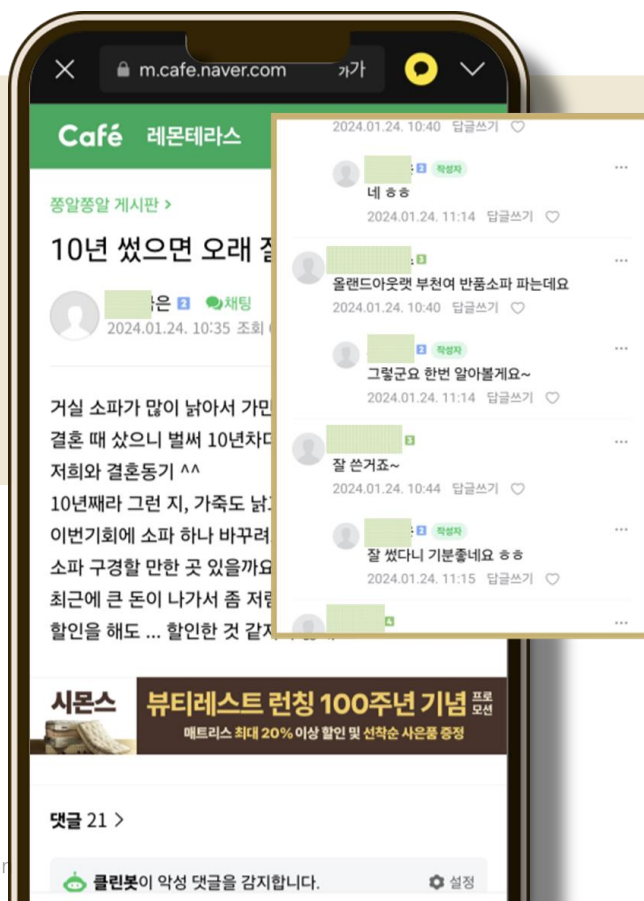 m.cafe.naver.com
가가
Café 레몬테라스
쫑알쫑알 게시판 >
10년 썼으면 오래
은 2 채팅
2024.01.24. 10:35 조회
거실 소파가 많이 낡아서 가만
결혼 때 샀으니 벌써 10년차
저희와 결혼동기 ^^
10년째라 그런 지, 가죽도 낡
이번기회에 소파 하나 바꾸려
소파 구경할 만한 곳 있을까요
최근에 큰 돈이 나가서 좀 저렴
할인을 해도 ... 할인한 것 같지
2024.01.24. 10:40 답글쓰기
2 작성자
네 ㅎㅎ
2024.01.24. 11:14 답글쓰기
3
올랜드아웃랫 부천여 반품소파 파는데요
2024.01.24. 10:40 답글쓰기
2 작성자
그렇군요 한번 알아볼게요~
2024.01.24. 11:14 답글쓰기
3
잘 쓴거죠~
2024.01.24. 10:44 답글쓰기
2 작성자
잘 썼다니 기분좋네요 ㅎㅎ
2024.01.24. 11:15 답글쓰기
4
시몬스
뷰티레스트 런칭 100주년 기념 프로모션
매트리스 최대 20% 이상 할인 및 선착순 사은품 증정
댓글 21 >
클린봇이 악성 댓글을 감지합니다.
설정